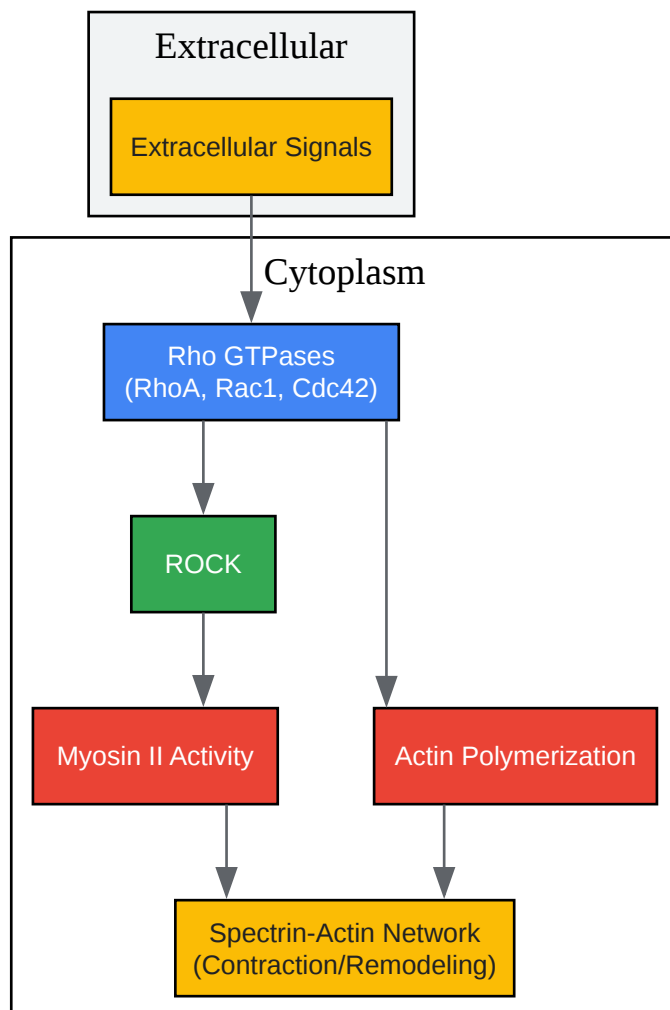 Extracellular
Extracellular Signals
Cytoplasm
Rho GTPases
(RhoA, Rac1, Cdc42)
ROCK
Myosin II Activity
Actin Polymerization
Spectrin-Actin Network
(Contraction/Remodeling)